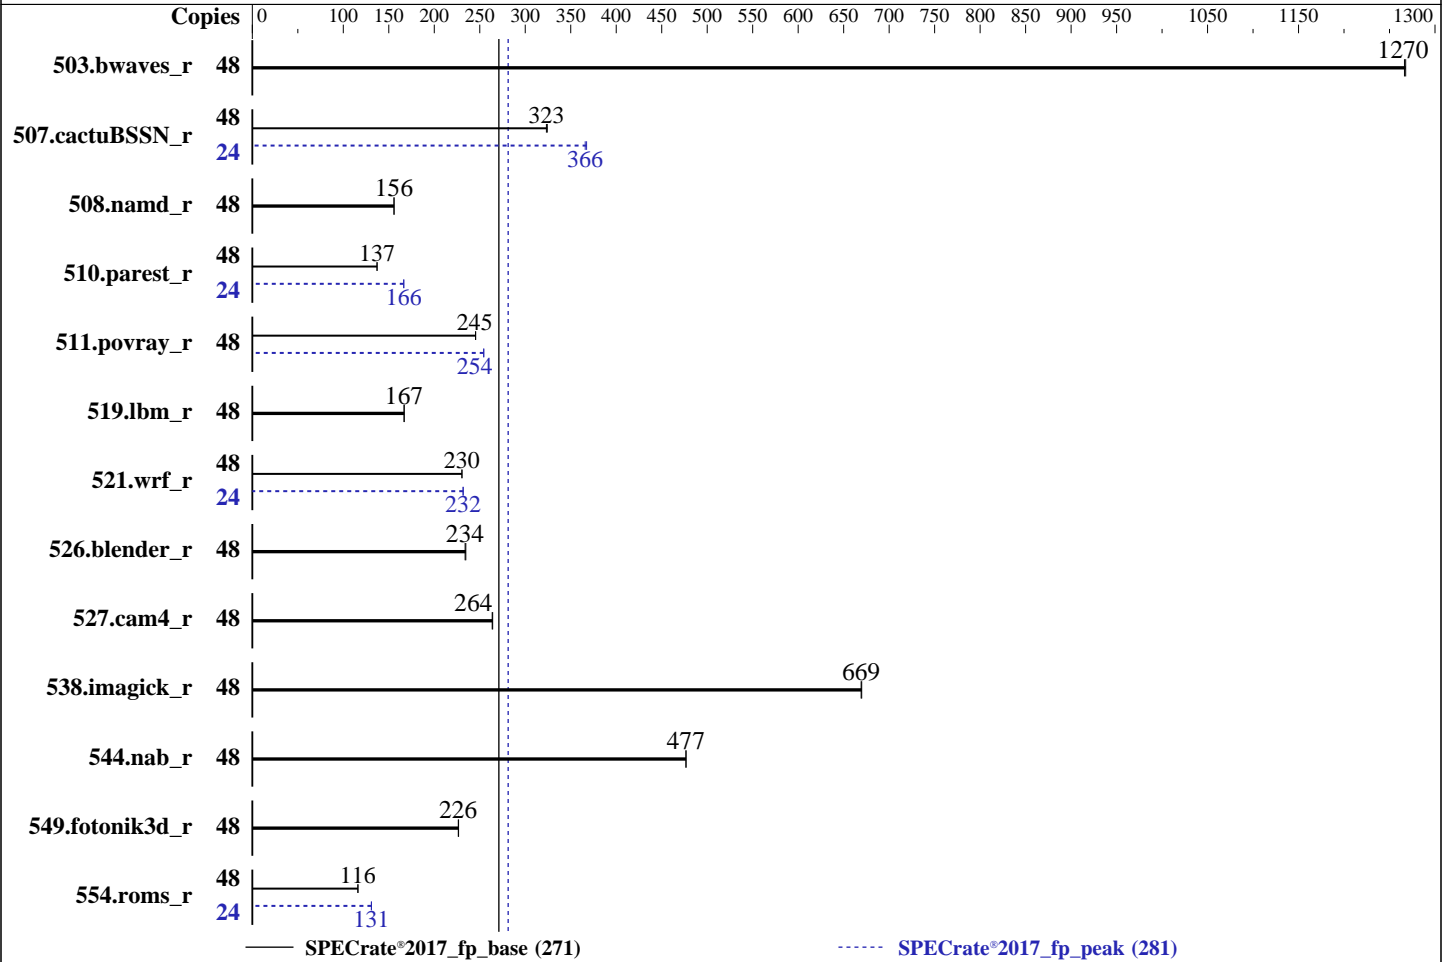 Copies 0 100 150 200 250 300 350 400 450 500 550 600 650 700 750 800 850 900 950 1050 1150 1300
503.bwaves_r 48 1270
507.cactuBSSN_r 48 323
24 366
508.namd_r 48 156
510.parest_r 48 137
24 166
511.povray_r 48 245
254
519.lbm_r 48 167
521.wrf_r 48 230
24 232
526.blender_r 48 234
527.cam4_r 48 264
538.imagick_r 48 669
544.nab_r 48 477
549.fotonik3d_r 48 226
554.roms_r 48 116
24 131
SPECrate®2017_fp_base (271) SPECrate®2017_fp_peak (281)